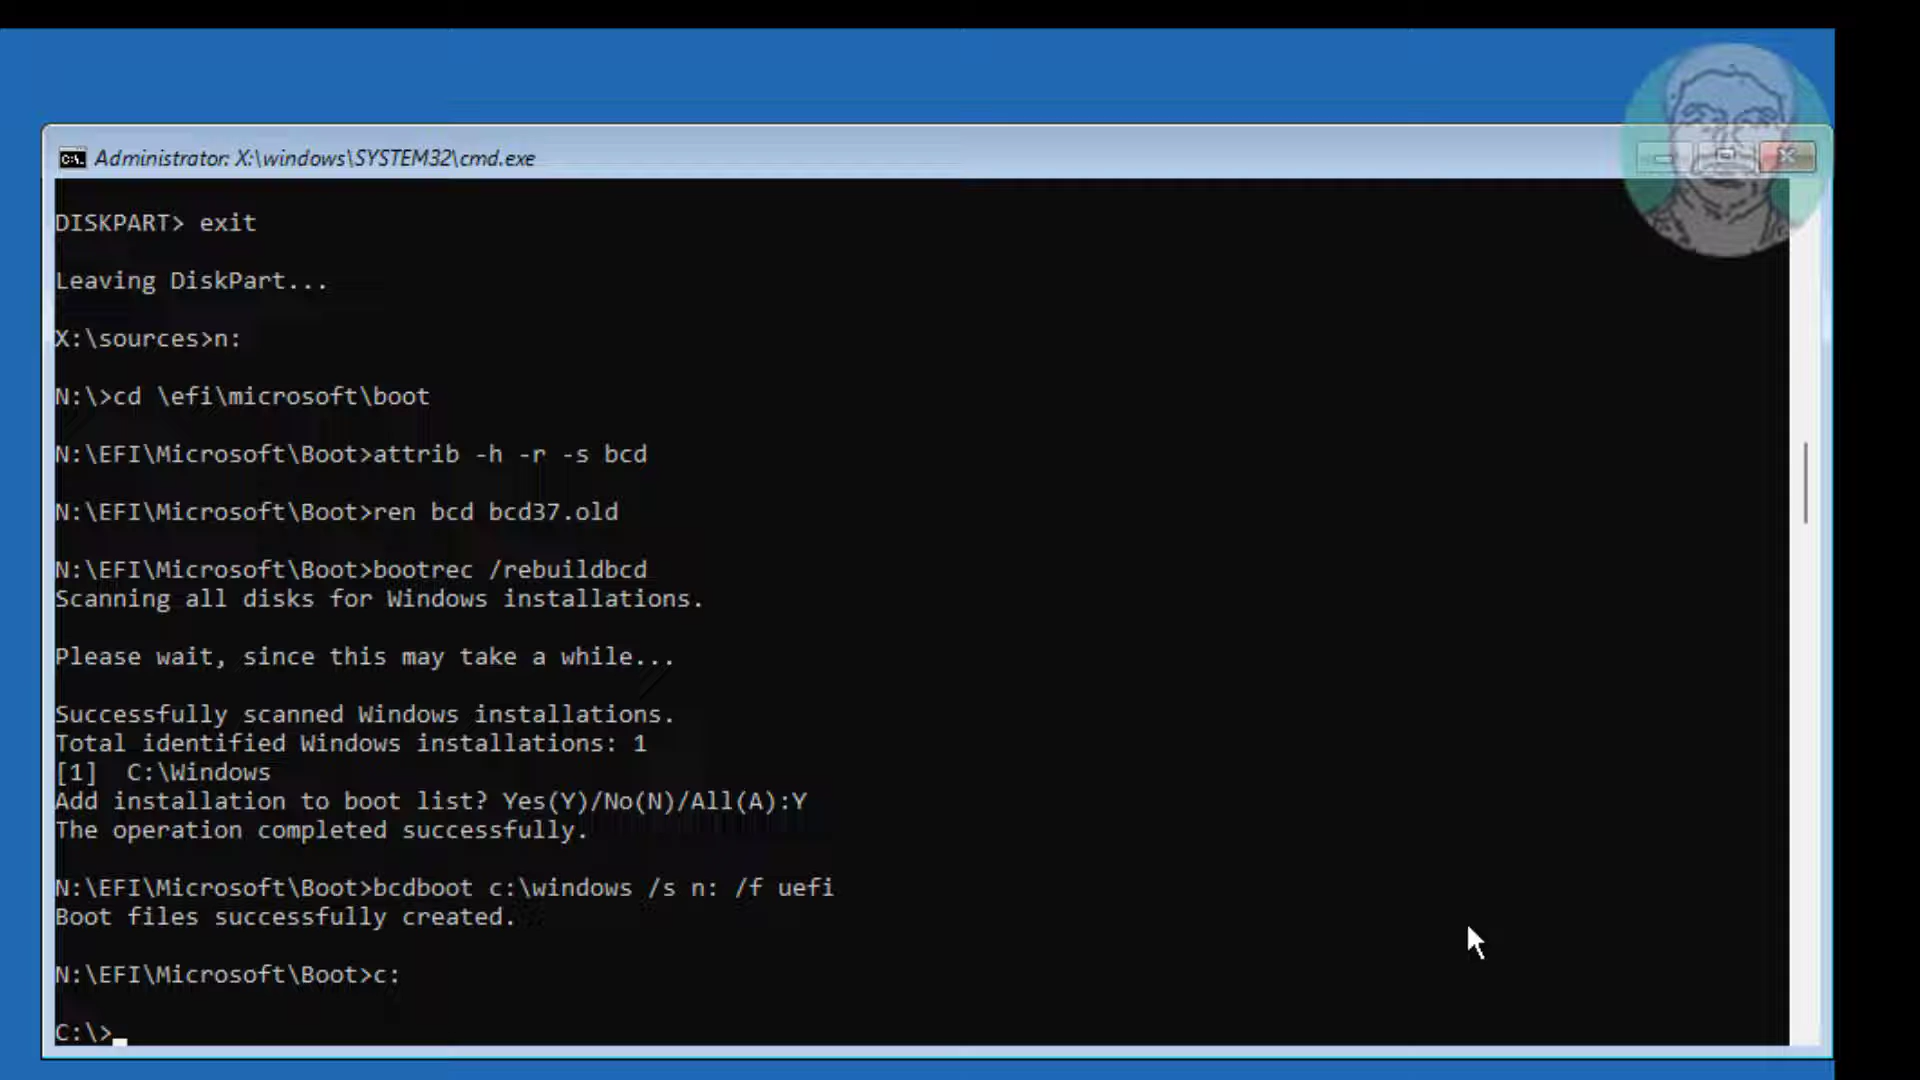 Administrator: X:\windows\SYSTEM32\cmd.exe
DISKPART> exit
Leaving DiskPart...
X:\sources>n:
N:\>cd \efi\microsoft\boot
N:\EFI\Microsoft\Boot>attrib -h -r -s bcd
N:\EFI\Microsoft\Boot>ren bcd bcd37.old
N:\EFI\Microsoft\Boot>bootrec /rebuildbcd
Scanning all disks for Windows installations.
Please wait, since this may take a while...
Successfully scanned Windows installations.
Total identified Windows installations: 1
[1]  C:\Windows
Add installation to boot list? Yes(Y)/No(N)/All(A):Y
The operation completed successfully.
N:\EFI\Microsoft\Boot>bcdboot c:\windows /s n: /f uefi
Boot files successfully created.
N:\EFI\Microsoft\Boot>c:
C:\>